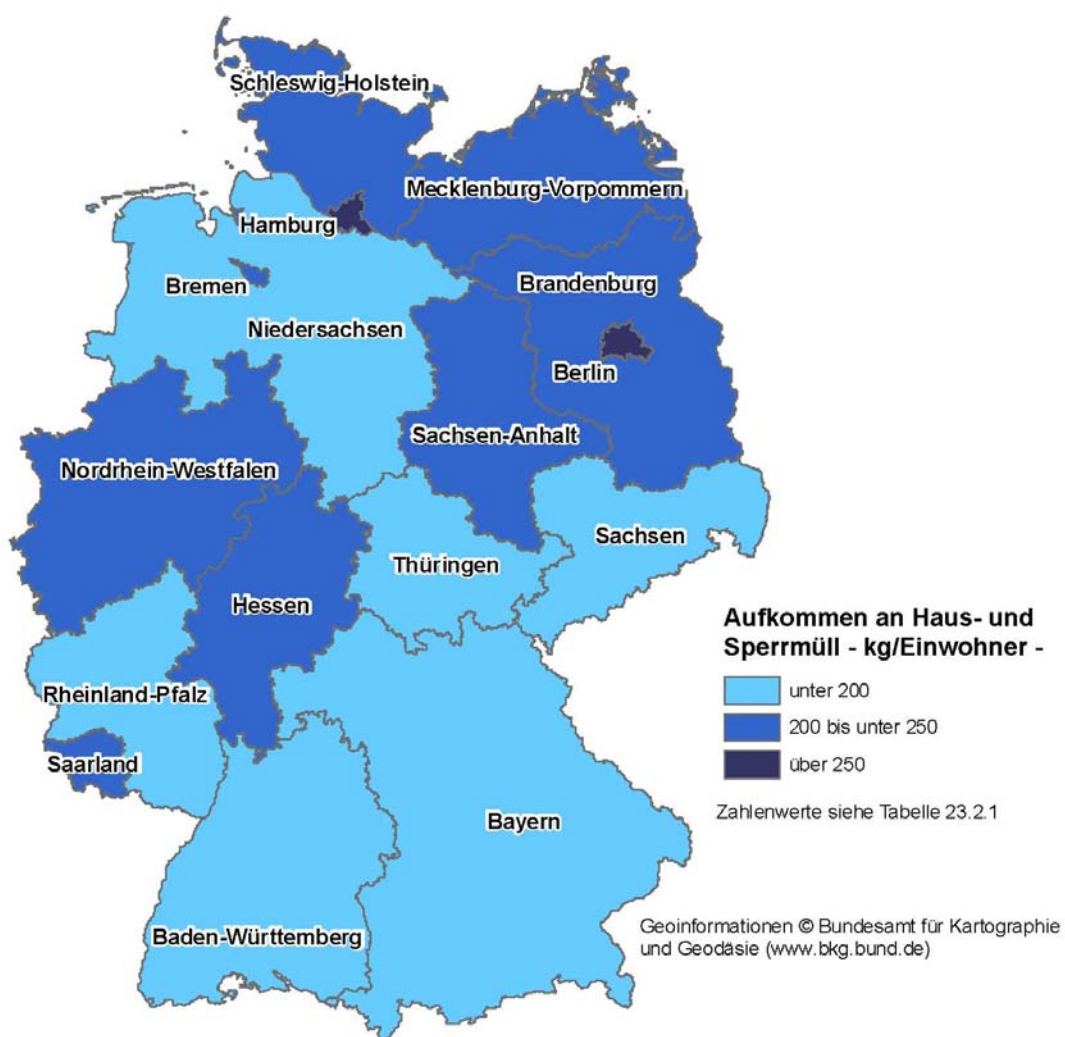 Schleswig-Holstein
Mecklenburg-Vorpommern
Hamburg
Brandenburg
Bremen
Niedersachsen
Berlin
Sachsen-Anhalt
Nordrhein-Westfalen
Sachsen
Thüringen
Hessen
Aufkommen an Haus- und
Sperrmüll - kg/Einwohner -
unter 200
200 bis unter 250
über 250
Rheinland-Pfalz
Saarland
Zahlenwerte siehe Tabelle 23.2.1
Bayern
Baden-Württemberg
Geoinformationen © Bundesamt für Kartographie
und Geodäsie (www.bkg.bund.de)